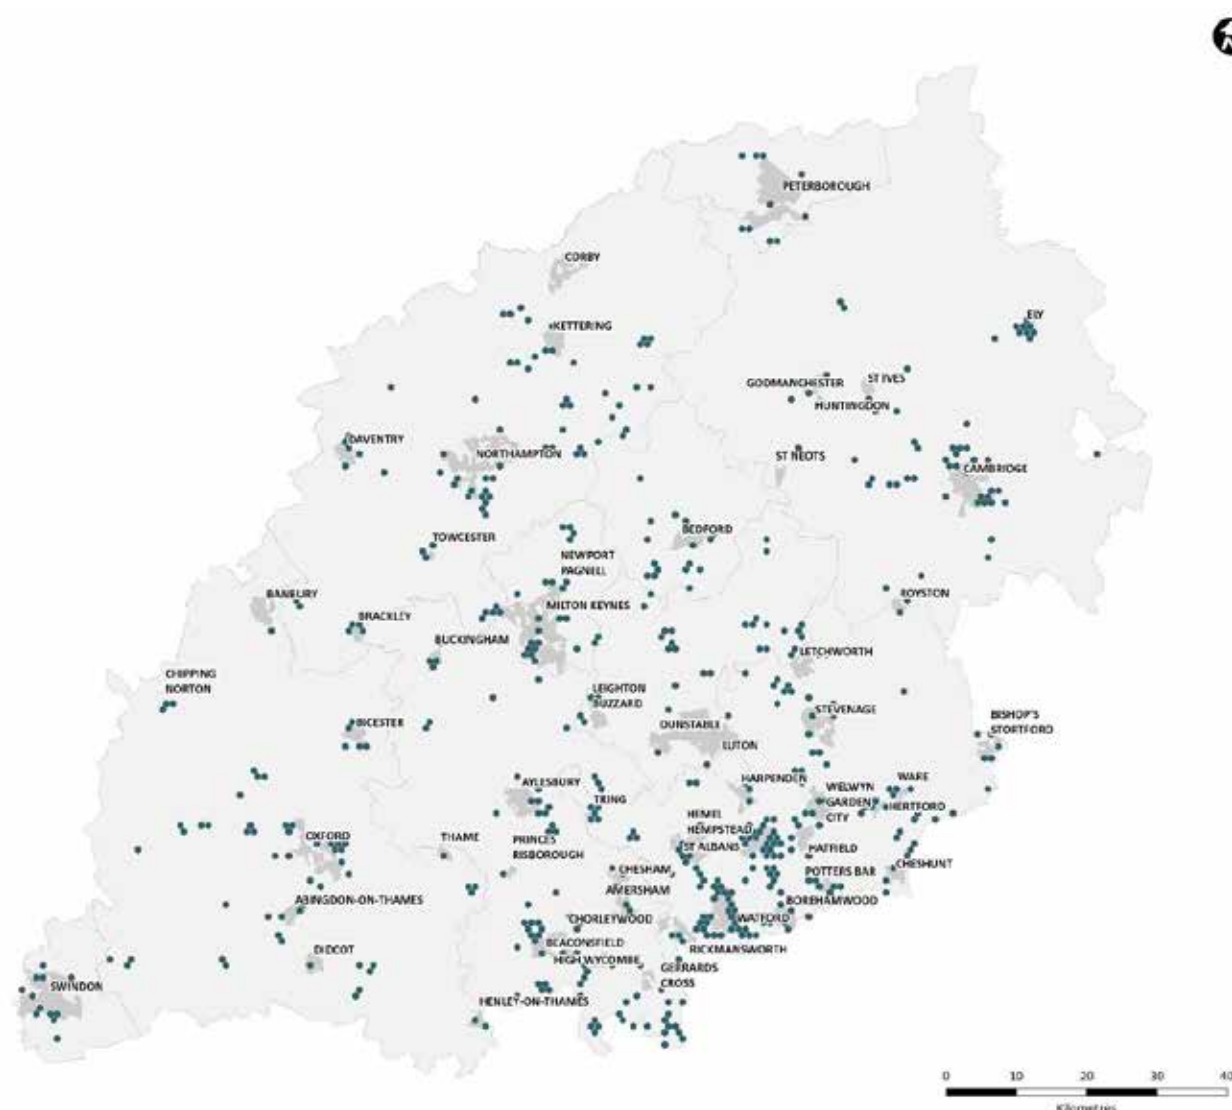 N
PETERBOROUGH
CORBY
KETTERING
ELY
GODMANCHESTER
ST IVES
HUNTINGDON
DAVENTRY
NORTHAMPTON
ST NEOTS
CAMBRIDGE
TOWCESTER
BEDFORD
NEWPORT
PAGNELL
BANBURY
MILTON KEYNES
ROYSTON
BRACKLEY
BUCKINGHAM
LETCHWORTH
CHIPPING
NORTON
LEIGHTON
BUZZARD
STEVENAGE
BICESTER
DUNSTABLE
BISHOP'S
STORTFORD
LUTON
AYLESBURY
HARPENDEN
WELWYN
GARDEN
CITY
WARE
TRING
HERTFORD
HEMEL
HEMPSTEAD
OXFORD
THAME
PRINCES
RISBOROUGH
ST ALBANS
HATFIELD
CHESHAM
POTTERS BAR
CHESHUNT
AMERSHAM
ABINGDON-ON-THAMES
BOREHAMWOOD
CHORLEYWOOD
WATFORD
DIDCOT
BEACONSFIELD
RICKMANSWORTH
HIGH WYCOMBE
GERRARDS
CROSS
SWINDON
HENLEY-ON-THAMES
0 10 20 30 40
Kilometres